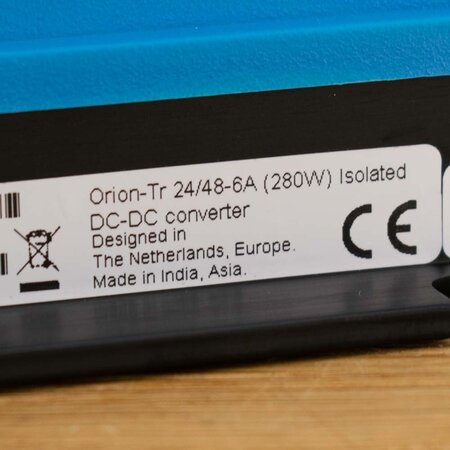 Orion-Tr 24/48-6A (280W) Isolated
DC-DC converter
Designed in
The Netherlands, Europe.
Made in India, Asia.
CE